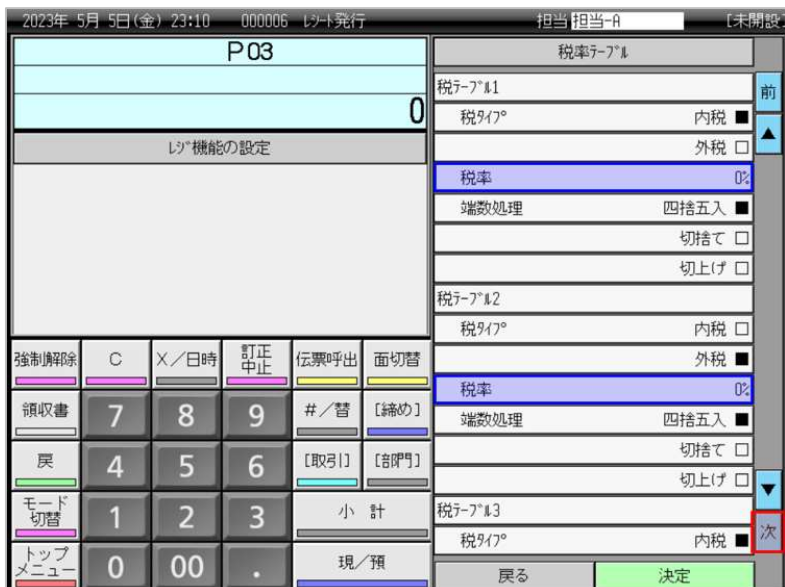 2023年 5月 5日(金) 23:10 000006 ﾚｼｰﾄ発行 担当 担当-A [未開設]
P03
0
ﾚｼﾞ機能の設定
強制解除 C X／日時 訂正中止 伝票呼出 面切替
領収書 7 8 9 #／替 [締め]
戻 4 5 6 [取引] [部門]
モード切替 1 2 3 小 計
トップメニュー 0 00 . 現／預
税率ﾃｰﾌﾞﾙ
税ﾃｰﾌﾞﾙ1
税ﾀｲﾌﾟ 内税 ■
外税 □
税率 0%
端数処理 四捨五入 ■
切捨て □
切上げ □
税ﾃｰﾌﾞﾙ2
税ﾀｲﾌﾟ 内税 □
外税 ■
税率 0%
端数処理 四捨五入 ■
切捨て □
切上げ □
税ﾃｰﾌﾞﾙ3
税ﾀｲﾌﾟ 内税 ■
前
▲
▼
次
戻る 決定